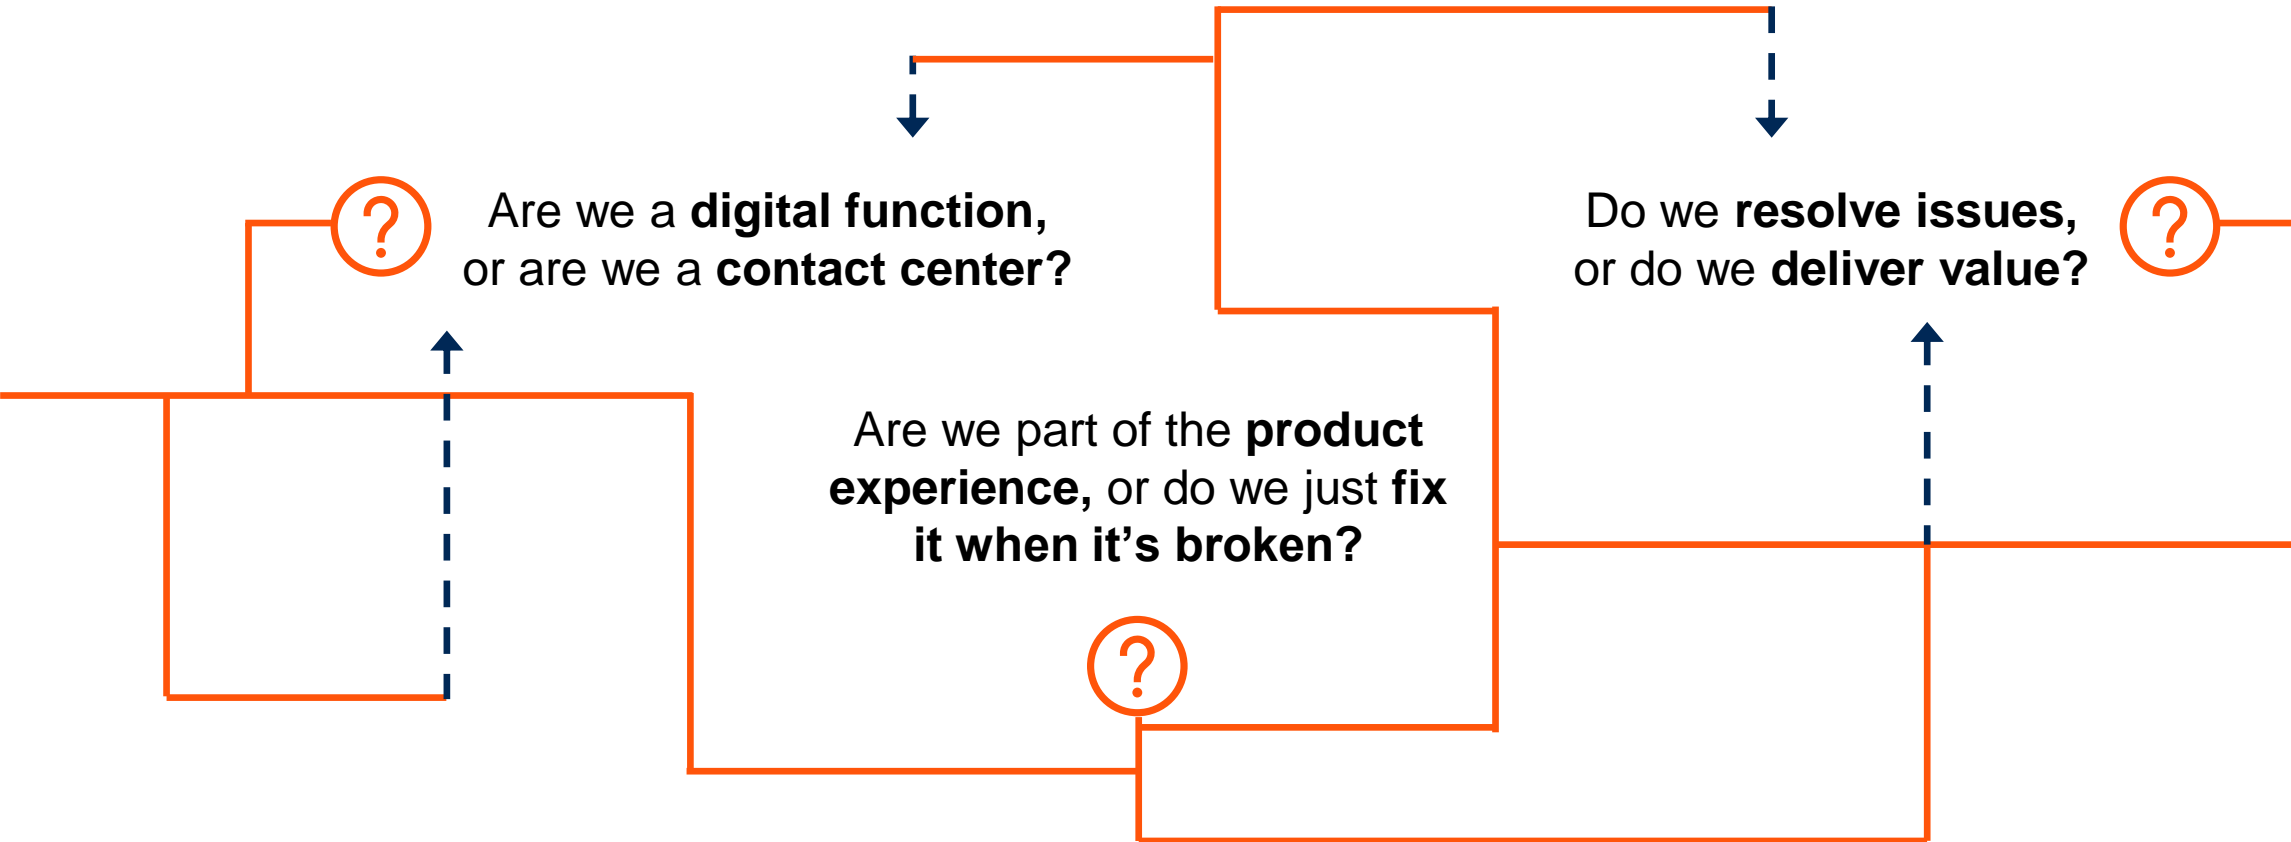 Are we a digital function,
or are we a contact center?
Do we resolve issues,
or do we deliver value?
Are we part of the product
experience, or do we just fix
it when it’s broken?